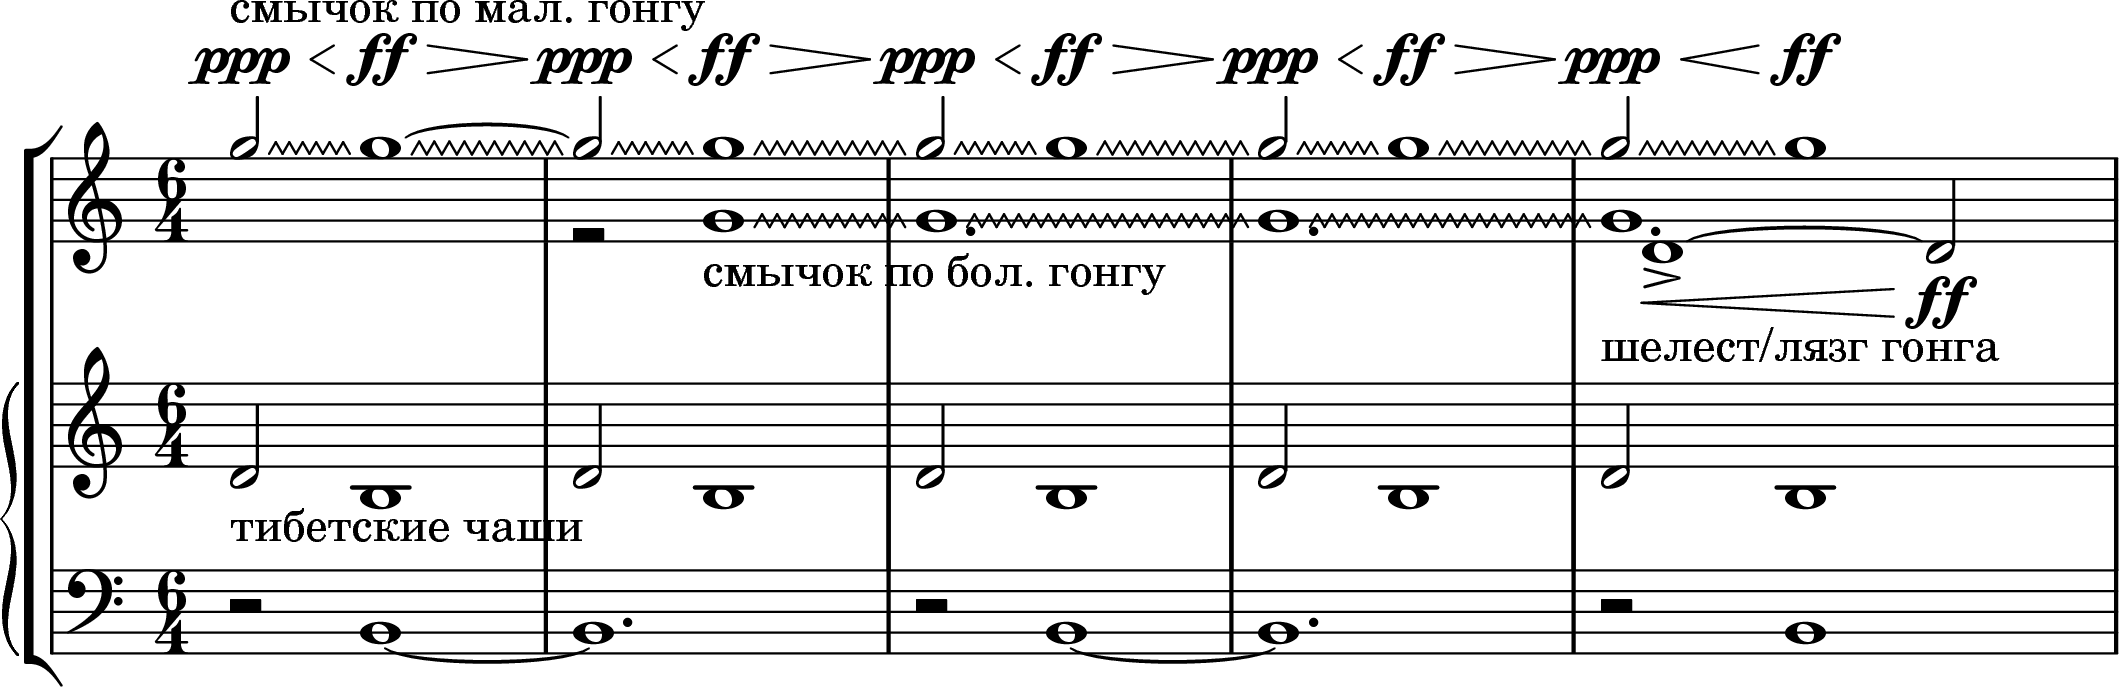 смычок по мал. гонгу
ppp < ff > ppp < ff > ppp < ff > ppp < ff > ppp < ff
6
4
смычок по бол. гонгу
ff
шелест/лязг гонга
6
4
тибетские чаши
6
4